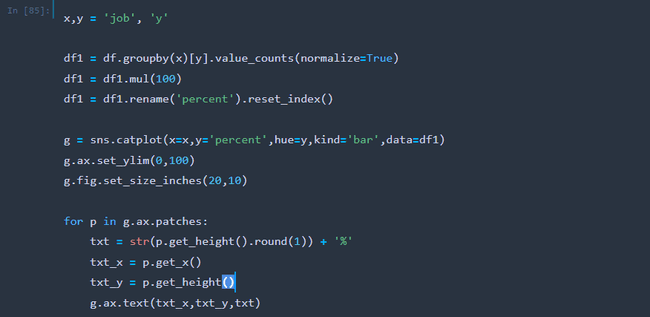 In [85]:
x,y = 'job', 'y'
df1 = df.groupby(x)[y].value_counts(normalize=True)
df1 = df1.mul(100)
df1 = df1.rename('percent').reset_index()
g = sns.catplot(x=x,y='percent',hue=y,kind='bar',data=df1)
g.ax.set_ylim(0,100)
g.fig.set_size_inches(20,10)
for p in g.ax.patches:
    txt = str(p.get_height().round(1)) + '%'
    txt_x = p.get_x()
    txt_y = p.get_height()
    g.ax.text(txt_x,txt_y,txt)